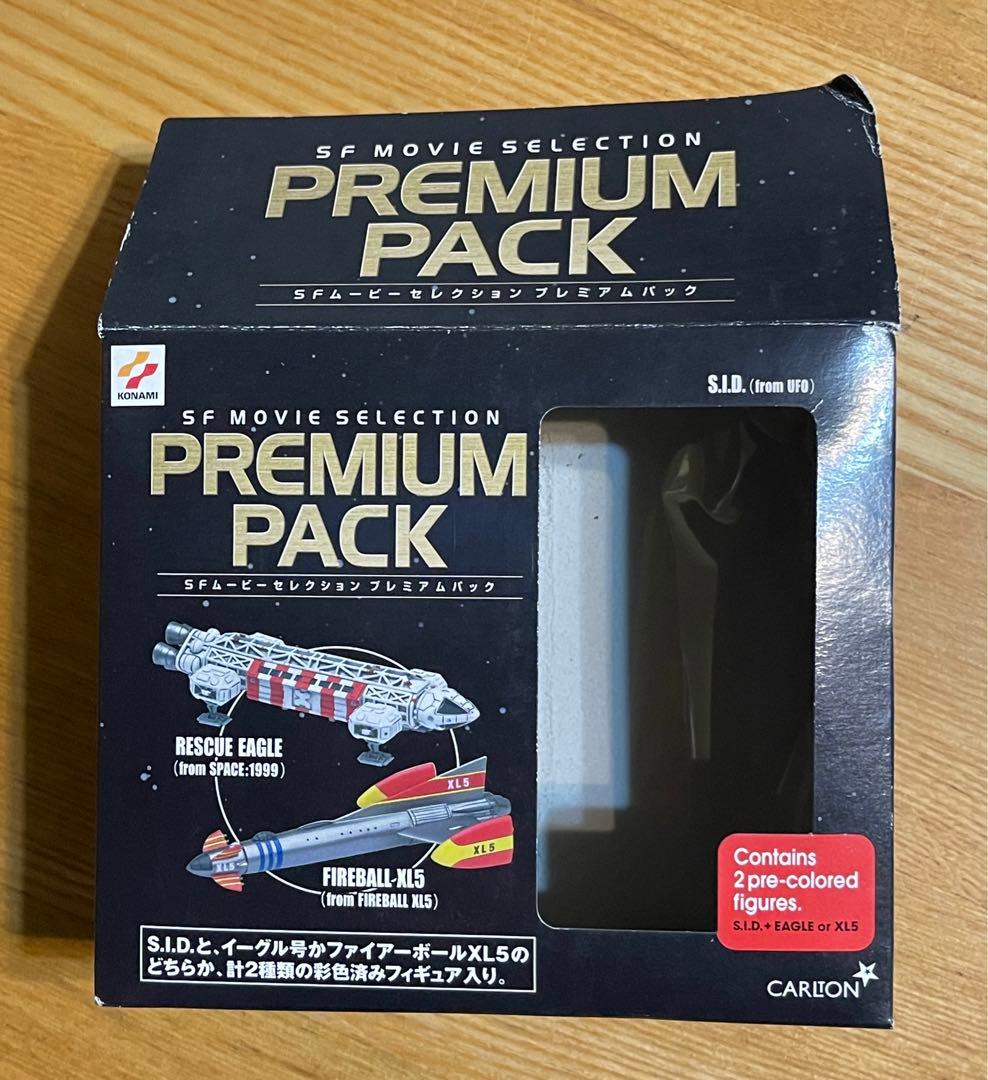 SF MOVIE SELECTION
PREMIUM
PACK
SFムービーセレクション プレミアムパック
KONAMI
S.I.D. (from UFO)
SF MOVIE SELECTION
PREMIUM
PACK
SFムービーセレクション プレミアムパック
RESCUE EAGLE
(from SPACE:1999)
XL5
XL5
XL5
FIREBALL XL5
(from FIREBALL XL5)
Contains
2 pre-colored
figures.
S.I.D.+ EAGLE or XL5
S.I.D.と、イーグル号かファイアーボールXL5の
どちらか、計2種類の彩色済みフィギュア入り。
CARLTON